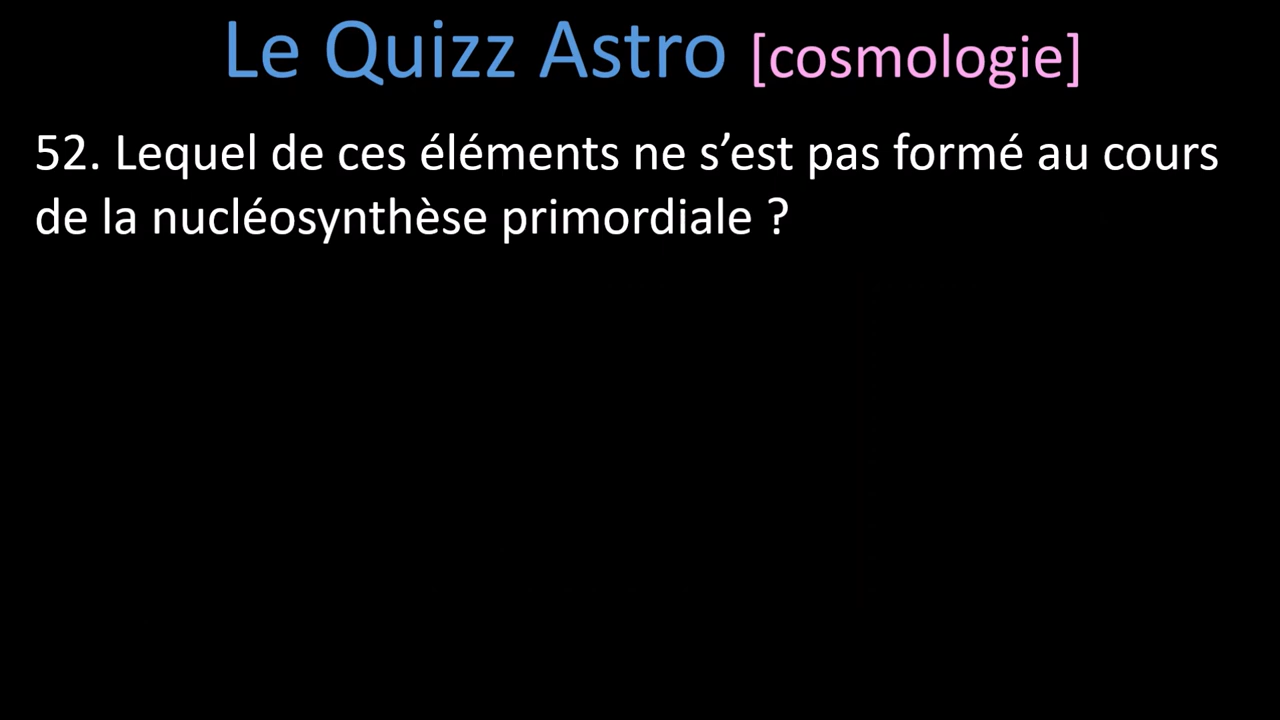 Le Quizz Astro [cosmologie]
52. Lequel de ces éléments ne s’est pas formé au cours
de la nucléosynthèse primordiale ?